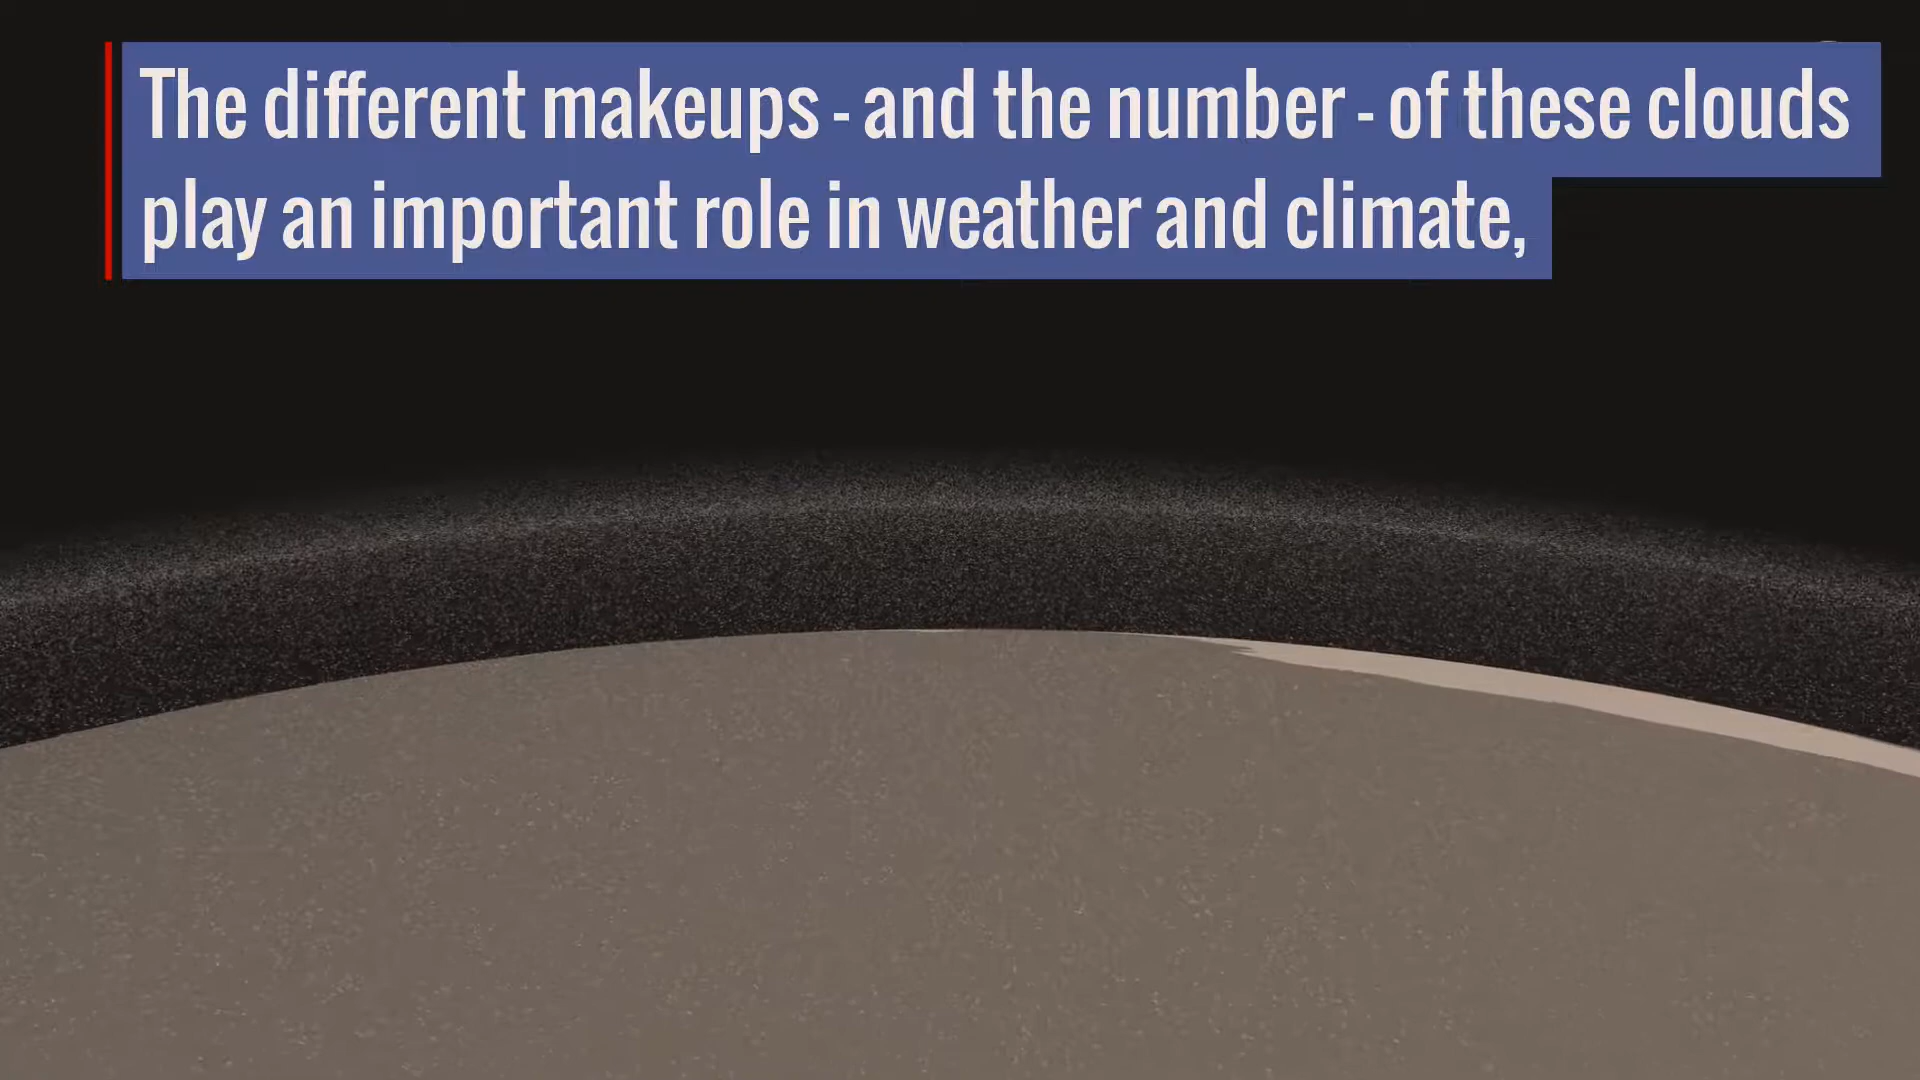 The different makeups - and the number - of these clouds
play an important role in weather and climate,